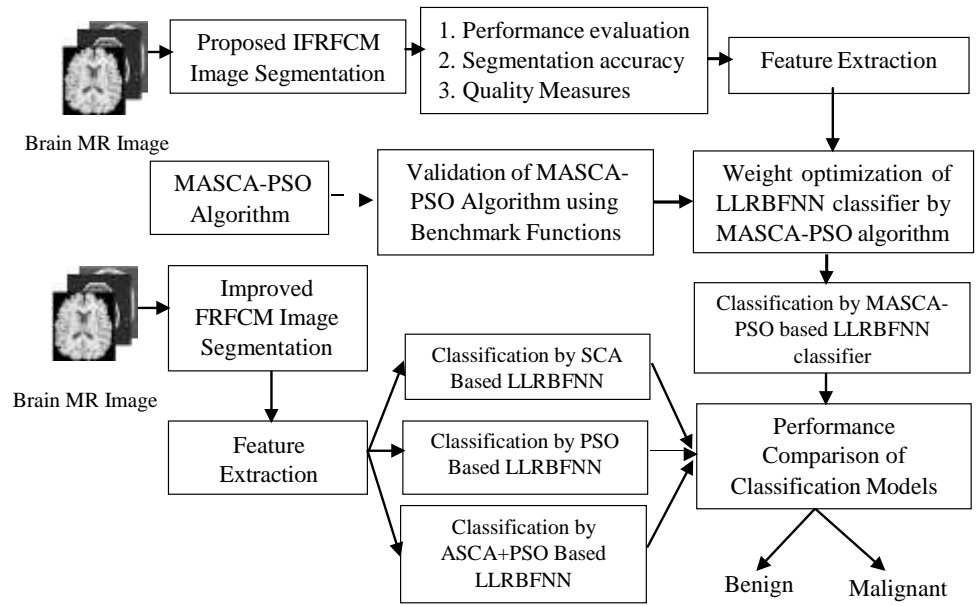 Proposed IFRFCM
Image Segmentation
1. Performance evaluation
2. Segmentation accuracy
3. Quality Measures
Feature Extraction
Brain MR Image
MASCA-PSO
Algorithm
Validation of MASCA-
PSO Algorithm using
Benchmark Functions
Weight optimization of
LLRBFNN classifier by
MASCA-PSO algorithm
Improved
FRFCM Image
Segmentation
Classification by MASCA-
PSO based LLRBFNN
classifier
Brain MR Image
Feature
Extraction
Classification by SCA
Based LLRBFNN
Classification by PSO
Based LLRBFNN
Classification by
ASCA+PSO Based
LLRBFNN
Performance
Comparison of
Classification Models
Benign
Malignant